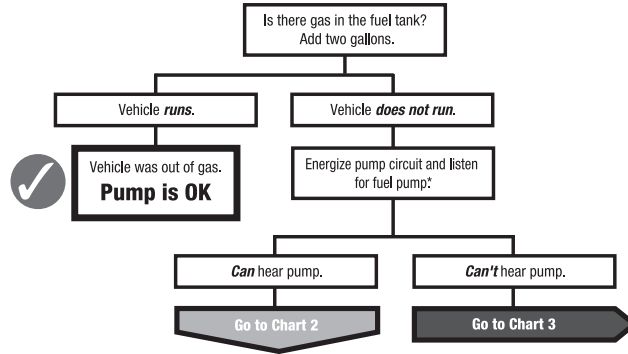 Is there gas in the fuel tank?
Add two gallons.
Vehicle runs.
Vehicle does not run.
Vehicle was out of gas.
Pump is OK
Energize pump circuit and listen
for fuel pump.*
Can hear pump.
Can't hear pump.
Go to Chart 2
Go to Chart 3